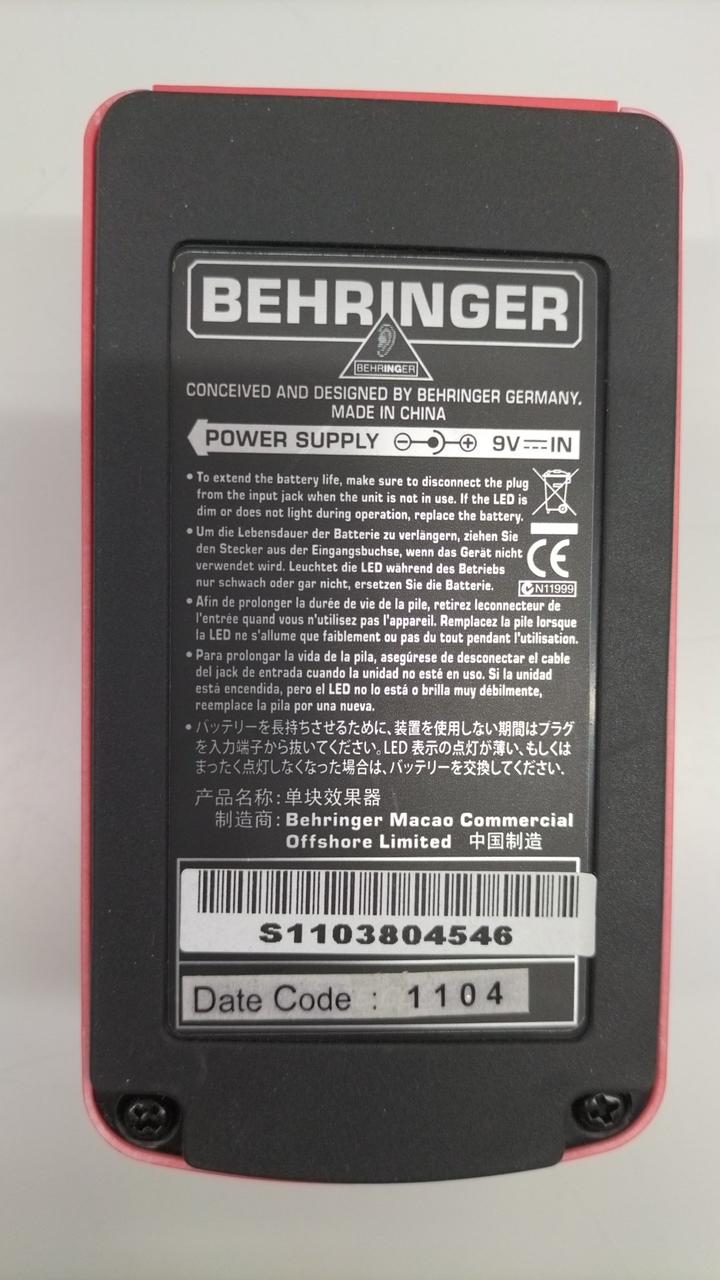 BEHRINGER
BEHRINGER
CONCEIVED AND DESIGNED BY BEHRINGER GERMANY.
MADE IN CHINA
POWER SUPPLY 9V IN
• To extend the battery life, make sure to disconnect the plug
from the input jack when the unit is not in use. If the LED is
dim or does not light during operation, replace the battery.
• Um die Lebensdauer der Batterie zu verlängern, ziehen Sie
den Stecker aus der Eingangsbuchse, wenn das Gerät nicht
verwendet wird. Leuchtet die LED während des Betriebs
nur schwach oder gar nicht, ersetzen Sie die Batterie.
CE
N11999
• Afin de prolonger la durée de vie de la pile, retirez leconnecteur de
l'entrée quand vous n'utilisez pas l'appareil. Remplacez la pile lorsque
la LED ne s'allume que faiblement ou pas du tout pendant l'utilisation.
• Para prolongar la vida de la pila, asegúrese de desconectar el cable
del jack de entrada cuando la unidad no esté en uso. Si la unidad
está encendida, pero el LED no lo está o brilla muy débilmente,
reemplace la pila por una nueva.
• バッテリーを長持ちさせるために、装置を使用しない期間はプラグ
を入力端子から抜いてください。LED 表示の点灯が薄い、もしくは
まったく点灯しなくなった場合は、バッテリーを交換してください.
产品名称: 单块效果器
制造商: Behringer Macao Commercial
Offshore Limited 中国制造
S1103804546
Date Code : 1104